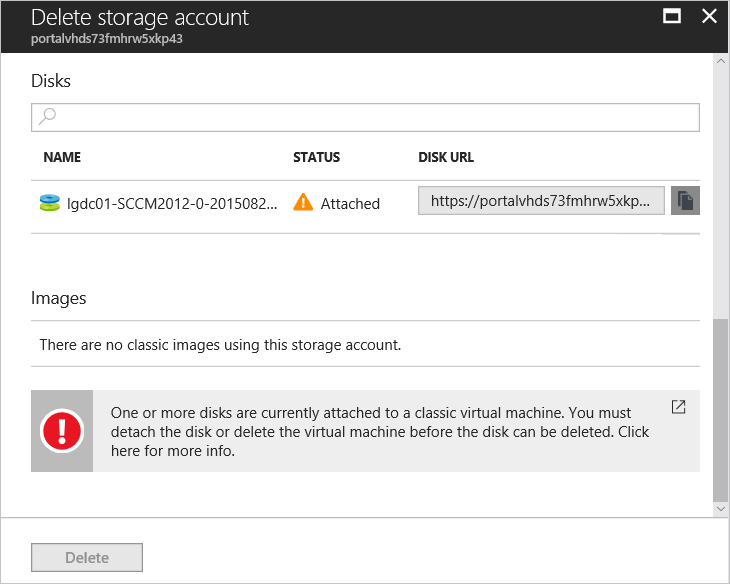 Delete storage account
portalvhds73fmhrw5xkp43
Disks
NAME STATUS DISK URL
lgdc01-SCCM2012-0-2015082... Attached https://portalvhds73fmhrw5xkp...
Images
There are no classic images using this storage account.
One or more disks are currently attached to a classic virtual machine. You must
detach the disk or delete the virtual machine before the disk can be deleted. Click
here for more info.
Delete